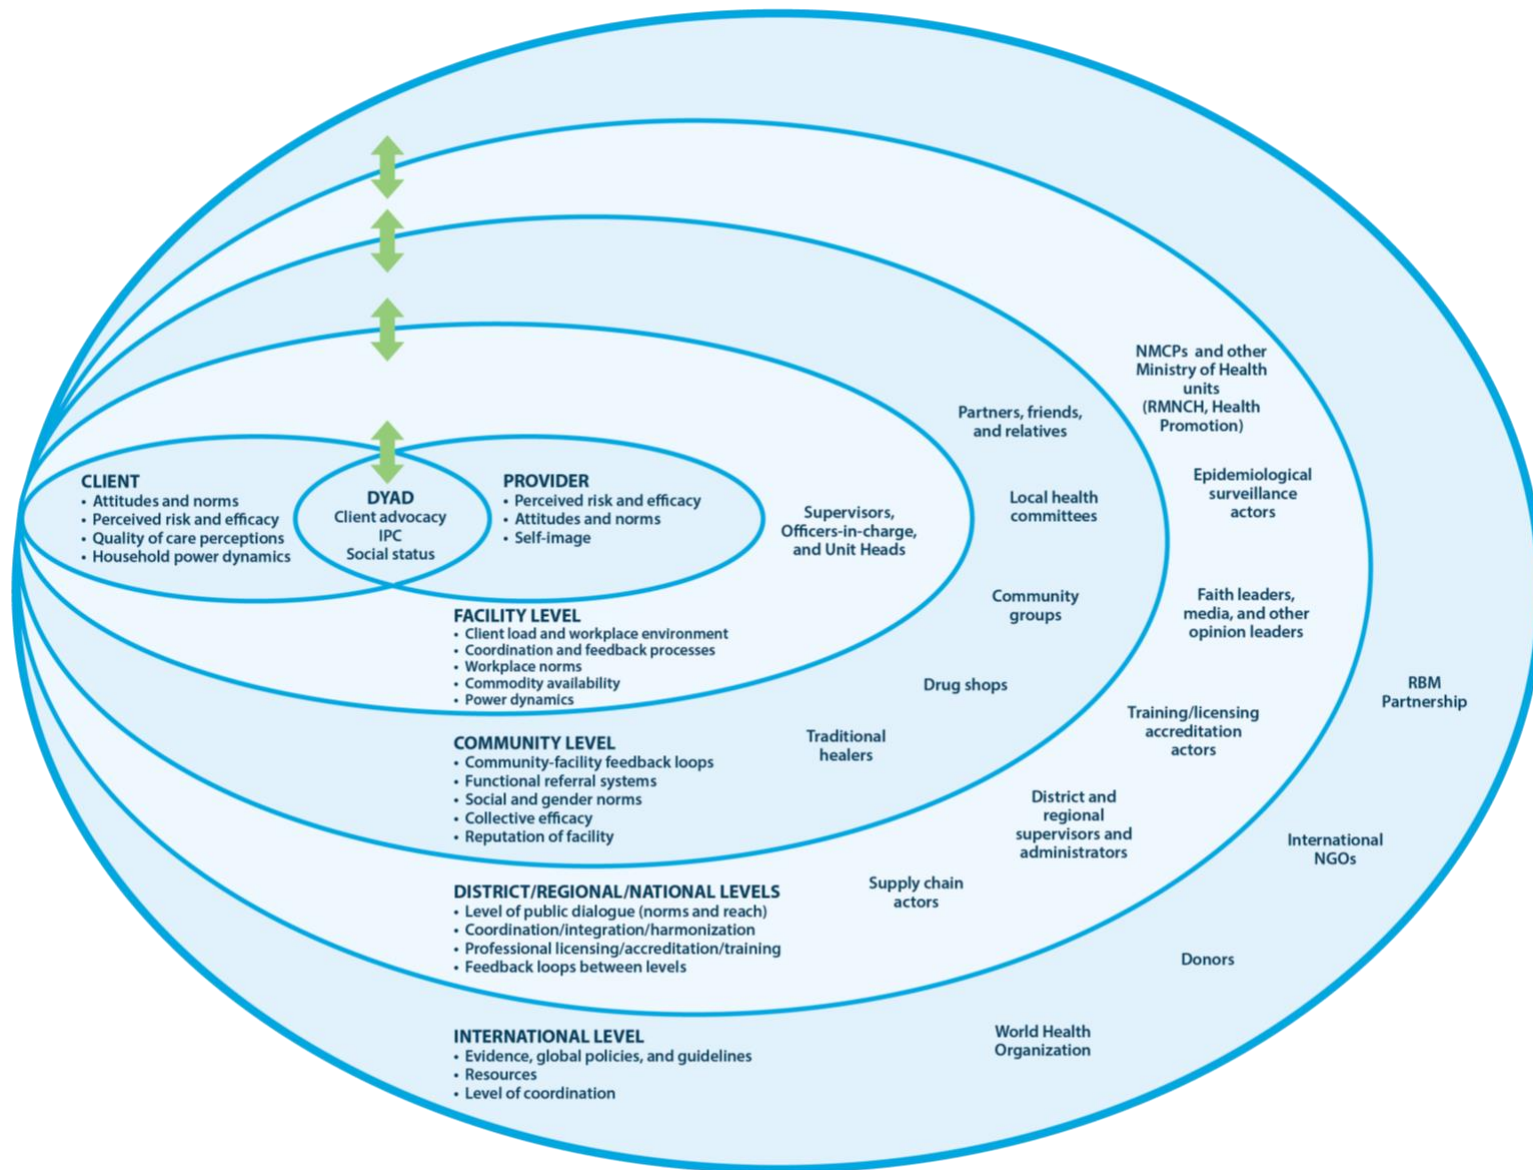 CLIENT
• Attitudes and norms
• Perceived risk and efficacy
• Quality of care perceptions
• Household power dynamics
DYAD
Client advocacy
IPC
Social status
PROVIDER
• Perceived risk and efficacy
• Attitudes and norms
• Self-image
Supervisors,
Officers-in-charge,
and Unit Heads
FACILITY LEVEL
• Client load and workplace environment
• Coordination and feedback processes
• Workplace norms
• Commodity availability
• Power dynamics
Partners, friends,
and relatives
Local health
committees
Community
groups
Drug shops
Traditional
healers
COMMUNITY LEVEL
• Community-facility feedback loops
• Functional referral systems
• Social and gender norms
• Collective efficacy
• Reputation of facility
NMCPs and other
Ministry of Health
units
(RMNCH, Health
Promotion)
Epidemiological
surveillance
actors
Faith leaders,
media, and other
opinion leaders
Training/licensing
accreditation
actors
District and
regional
supervisors and
administrators
Supply chain
actors
DISTRICT/REGIONAL/NATIONAL LEVELS
• Level of public dialogue (norms and reach)
• Coordination/integration/harmonization
• Professional licensing/accreditation/training
• Feedback loops between levels
RBM
Partnership
International
NGOs
Donors
World Health
Organization
INTERNATIONAL LEVEL
• Evidence, global policies, and guidelines
• Resources
• Level of coordination